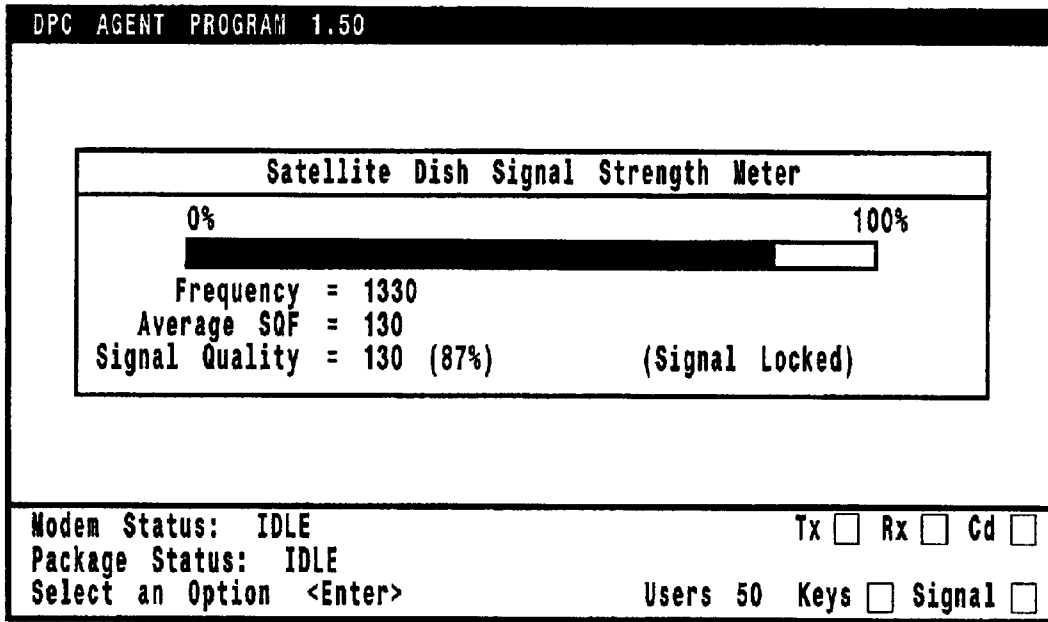 DPC AGENT PROGRAM 1.50
Satellite Dish Signal Strength Meter
0% 100%
Frequency = 1330
Average SQF = 130
Signal Quality = 130 (87%) (Signal Locked)
Modem Status: IDLE Tx Rx Cd
Package Status: IDLE
Select an Option <Enter> Users 50 Keys Signal